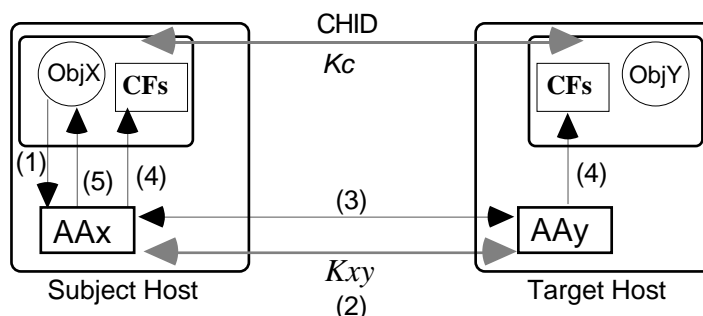 CHID
Kc
ObjX
CFs
CFs
ObjY
(1)
(5)
(4)
(3)
(4)
AAx
AAy
Kxy
(2)
Subject Host
Target Host